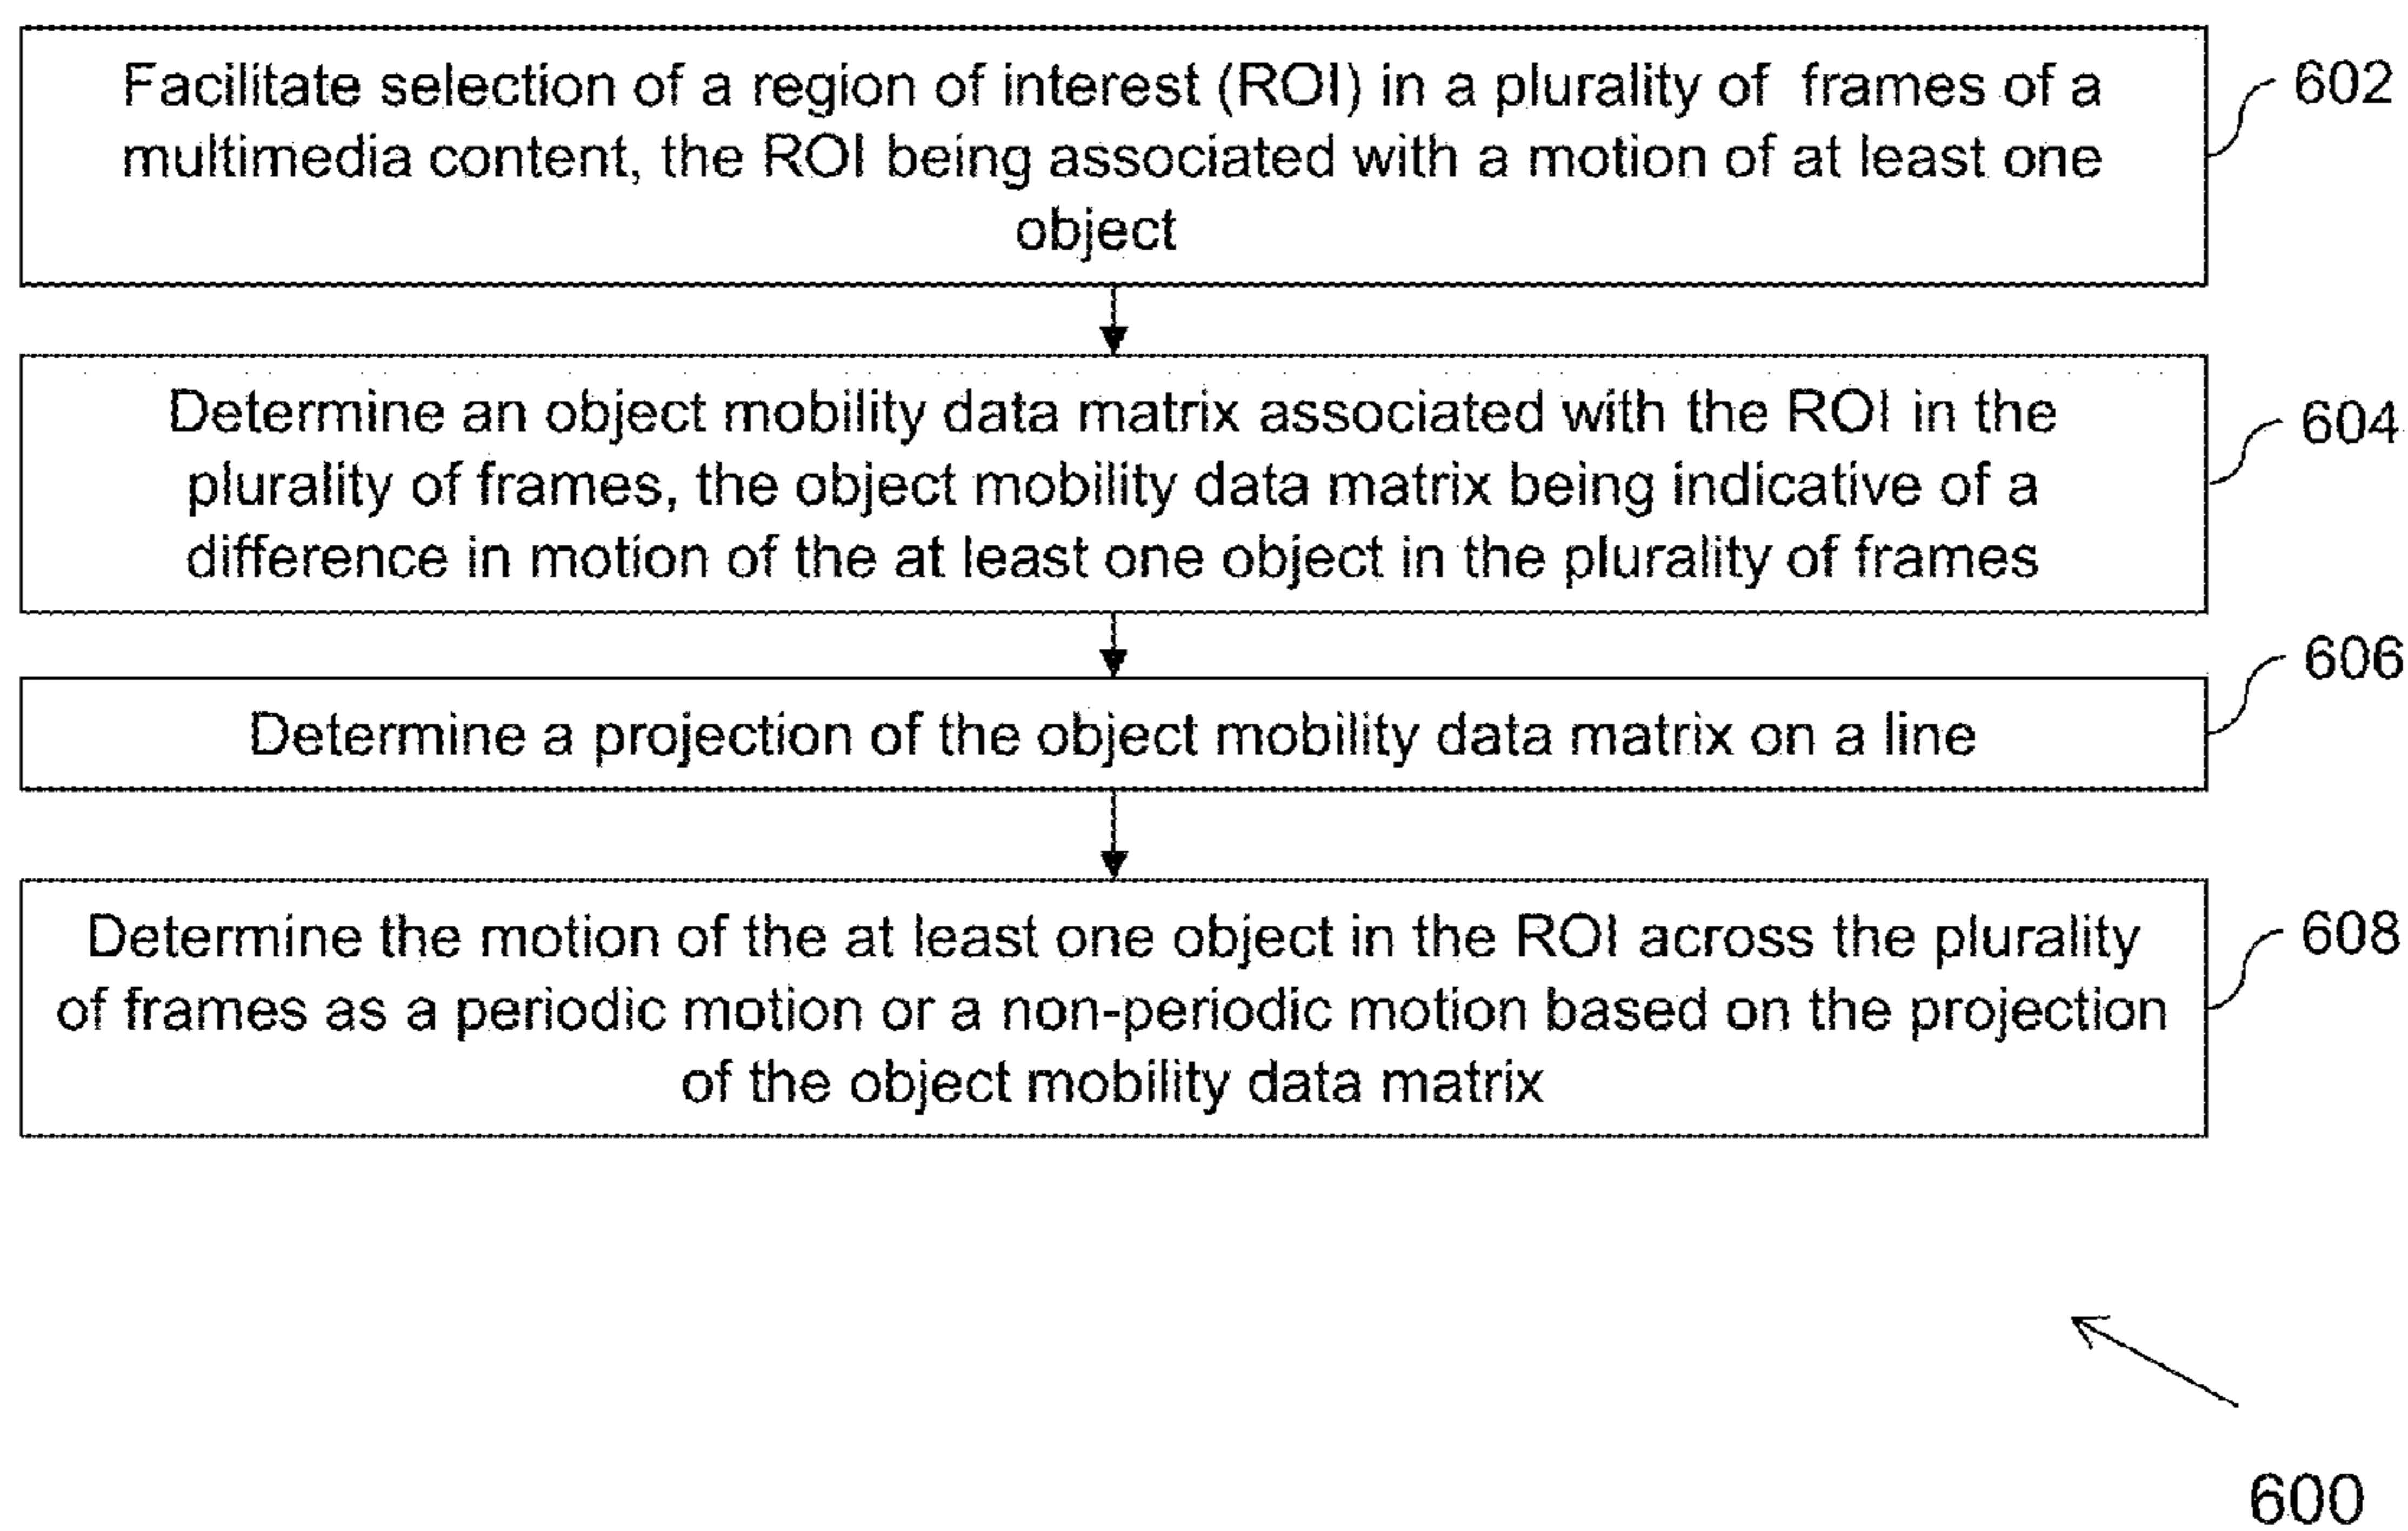 Facilitate selection of a region of interest (ROI) in a plurality of frames of a
multimedia content, the ROI being associated with a motion of at least one
object
602
Determine an object mobility data matrix associated with the ROI in the
plurality of frames, the object mobility data matrix being indicative of a
difference in motion of the at least one object in the plurality of frames
604
Determine a projection of the object mobility data matrix on a line
606
Determine the motion of the at least one object in the ROI across the plurality
of frames as a periodic motion or a non-periodic motion based on the projection
of the object mobility data matrix
608
600